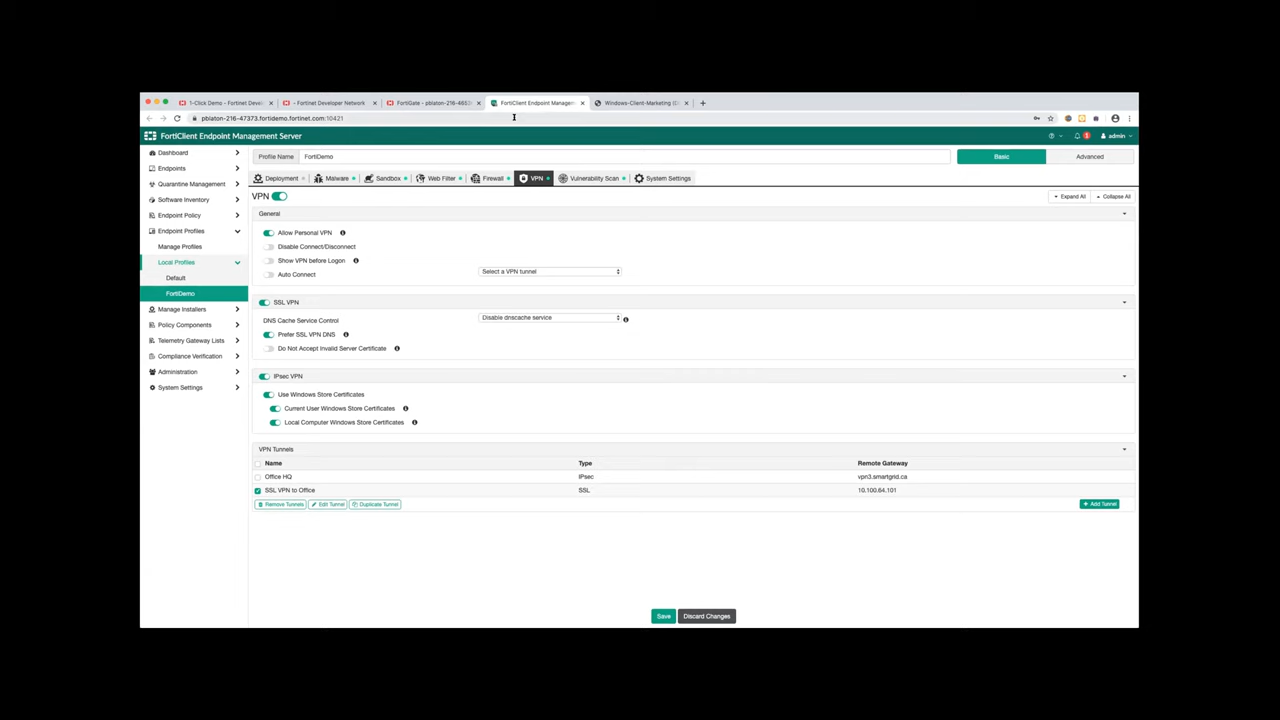 1-Click Demo - Fortinet Devel
- Fortinet Developer Network
FortiGate - pblaton-216-4653
FortiClient Endpoint Managem
Windows-Client-Marketing (D
pblaton-216-47373.fortidemo.fortinet.com:10421
FortiClient Endpoint Management Server
admin
Dashboard
Endpoints
Quarantine Management
Software Inventory
Endpoint Policy
Endpoint Profiles
Manage Profiles
Local Profiles
Default
FortiDemo
Manage Installers
Policy Components
Telemetry Gateway Lists
Compliance Verification
Administration
System Settings
Profile Name FortiDemo Basic Advanced
Deployment Malware Sandbox Web Filter Firewall VPN Vulnerability Scan System Settings
VPN Expand All Collapse All
General
Allow Personal VPN
Disable Connect/Disconnect
Show VPN before Logon
Auto Connect Select a VPN tunnel
SSL VPN
DNS Cache Service Control Disable dnscache service
Prefer SSL VPN DNS
Do Not Accept Invalid Server Certificate
IPsec VPN
Use Windows Store Certificates
Current User Windows Store Certificates
Local Computer Windows Store Certificates
VPN Tunnels
Name Type Remote Gateway
Office HQ IPsec vpn3.smartgrid.ca
SSL VPN to Office SSL 10.100.64.101
Remove Tunnels Edit Tunnel Duplicate Tunnel + Add Tunnel
Save Discard Changes